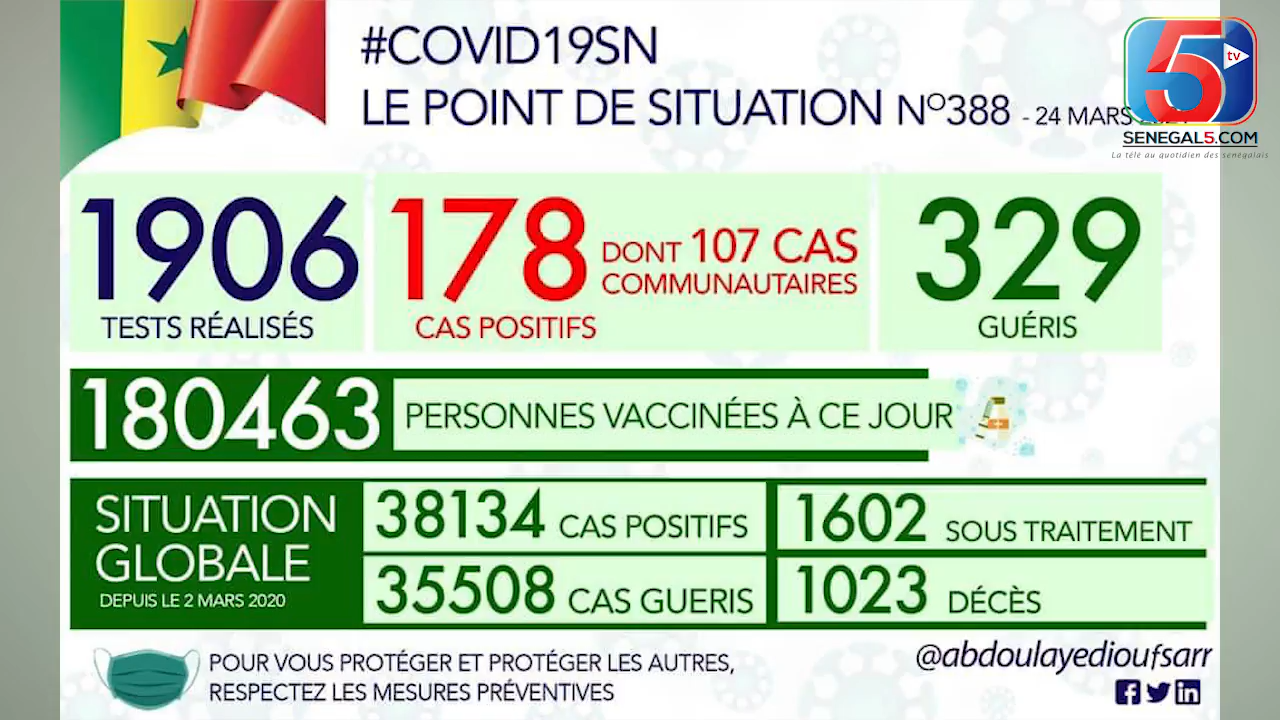 #COVID19SN
LE POINT DE SITUATION Nº388 - 24 MARS
5 tv
SENEGAL5.COM
La télé au quotidien des sénégalais
1906
TESTS RÉALISÉS
178 DONT 107 CAS
COMMUNAUTAIRES
CAS POSITIFS
329
GUÉRIS
180463 PERSONNES VACCINÉES À CE JOUR
SITUATION
GLOBALE
DEPUIS LE 2 MARS 2020
38134 CAS POSITIFS
1602 SOUS TRAITEMENT
35508 CAS GUERIS
1023 DÉCÈS
POUR VOUS PROTÉGER ET PROTÉGER LES AUTRES,
RESPECTEZ LES MESURES PRÉVENTIVES
@abdoulayedioufsarr